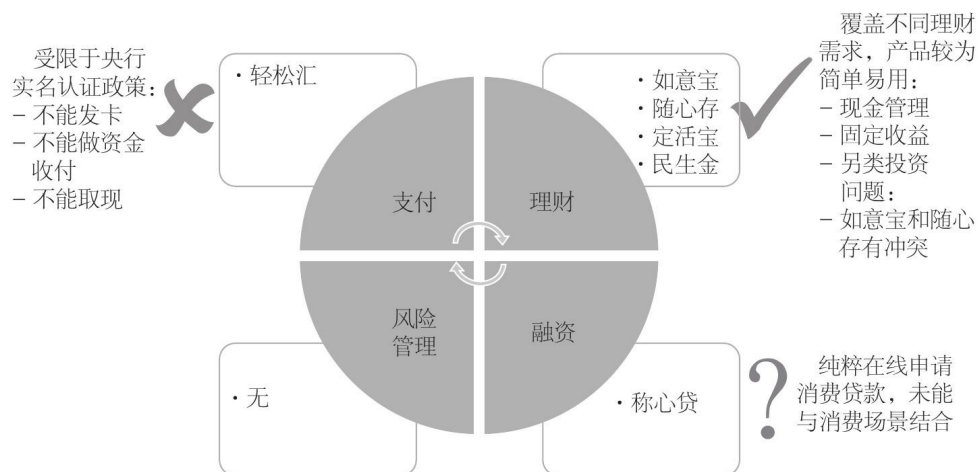 受限于央行
实名认证政策：
– 不能发卡
– 不能做资金
收付
– 不能取现
· 轻松汇
支付
· 如意宝
· 随心存
· 定活宝
· 民生金
理财
覆盖不同理财
需求，产品较为
简单易用：
– 现金管理
– 固定收益
– 另类投资
问题：
– 如意宝和随心
存有冲突
风险
管理
· 无
融资
· 称心贷
?
纯粹在线申请
消费贷款，未能
与消费场景结合